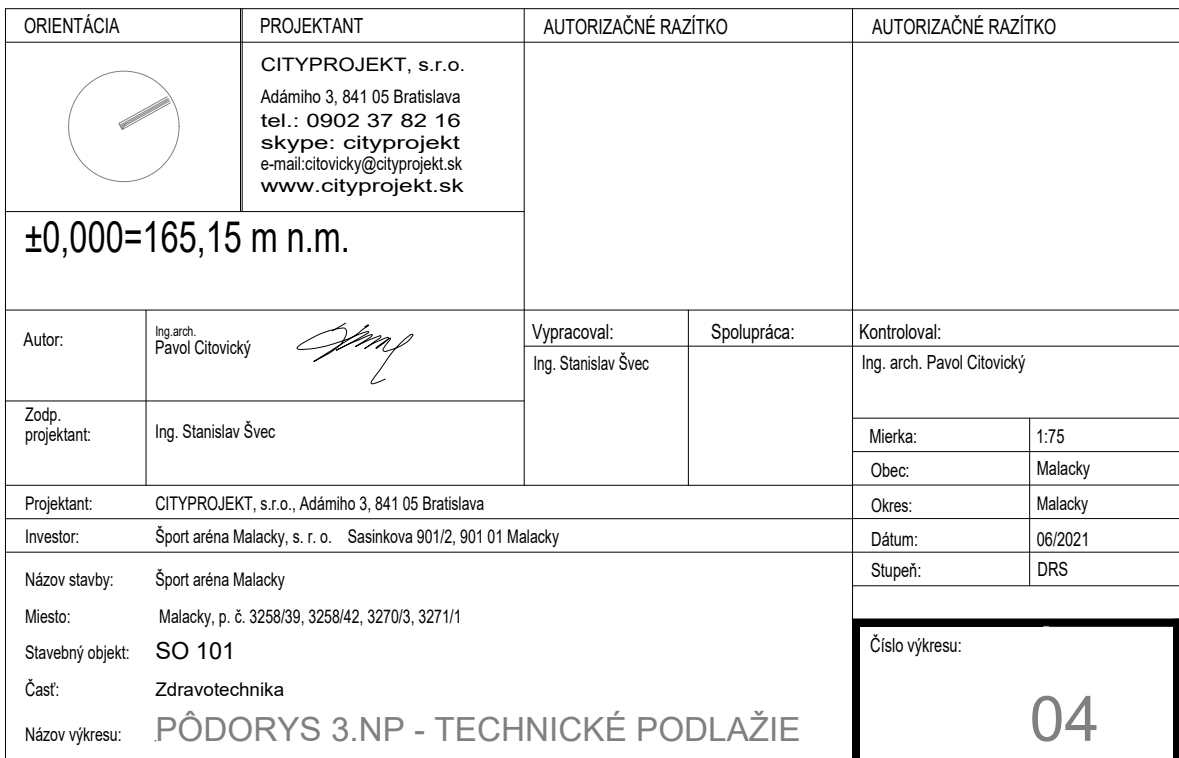 ORIENTÁCIA
PROJEKTANT
AUTORIZAČNÉ RAZÍTKO
AUTORIZAČNÉ RAZÍTKO
CITYPROJEKT, s.r.o.
Adámiho 3, 841 05 Bratislava
tel.: 0902 37 82 16
skype: cityprojekt
e-mail:citovicky@cityprojekt.sk
www.cityprojekt.sk
±0,000=165,15 m n.m.
Autor:
Ing.arch.
Pavol Citovický
Vypracoval:
Ing. Stanislav Švec
Spolupráca:
Kontroloval:
Ing. arch. Pavol Citovický
Zodp.
projektant:
Ing. Stanislav Švec
Mierka: 1:75
Obec: Malacky
Okres: Malacky
Dátum: 06/2021
Stupeň: DRS
Projektant: CITYPROJEKT, s.r.o., Adámiho 3, 841 05 Bratislava
Investor: Šport aréna Malacky, s. r. o. Sasinkova 901/2, 901 01 Malacky
Názov stavby: Šport aréna Malacky
Miesto: Malacky, p. č. 3258/39, 3258/42, 3270/3, 3271/1
Stavebný objekt: SO 101
Časť: Zdravotechnika
Názov výkresu: PÔDORYS 3.NP - TECHNICKÉ PODLAŽIE
Číslo výkresu:
04